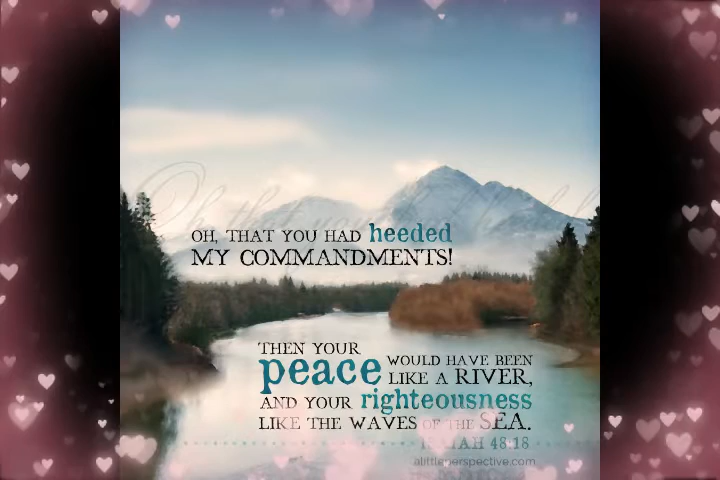 OH, THAT YOU HAD heeded
MY COMMANDMENTS!
THEN YOUR
peace WOULD HAVE BEEN
LIKE A RIVER,
AND YOUR righteousness
LIKE THE WAVES OF THE SEA.
ISAIAH 48:18
alittleperspective.com